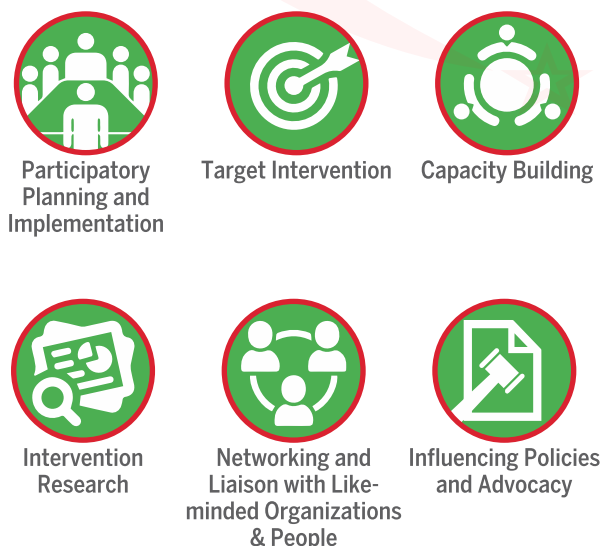 Participatory
Planning and
Implementation
Target Intervention
Capacity Building
Intervention
Research
Networking and
Liaison with Like-
minded Organizations
& People
Influencing Policies
and Advocacy